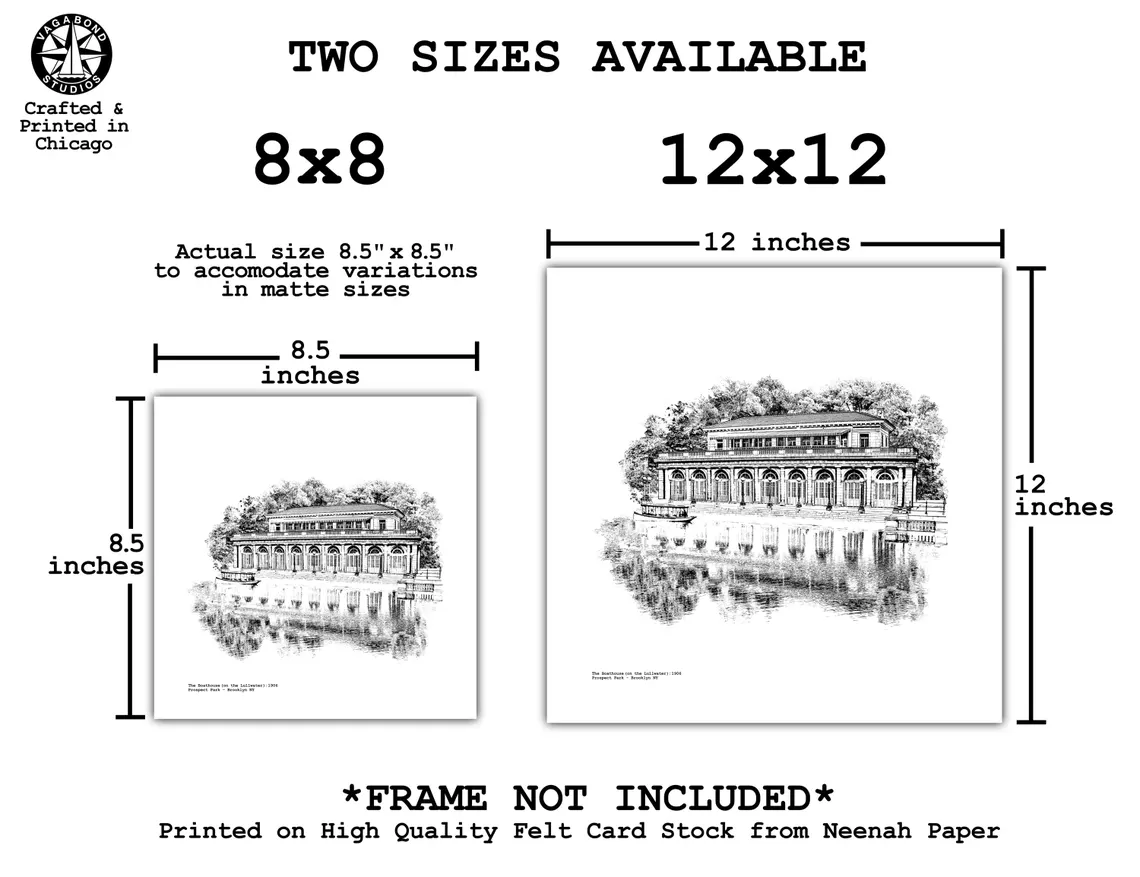 VAGABOND
STUDIOS
Crafted &
Printed in
Chicago
TWO SIZES AVAILABLE
8x8
12x12
Actual size 8.5" x 8.5"
to accomodate variations
in matte sizes
8.5
inches
8.5
inches
12 inches
12
inches
The Boathouse (on the Lullwater):1904
Prospect Park - Brooklyn NY
The Boathouse (on the Lullwater):1904
Prospect Park - Brooklyn NY
*FRAME NOT INCLUDED*
Printed on High Quality Felt Card Stock from Neenah Paper